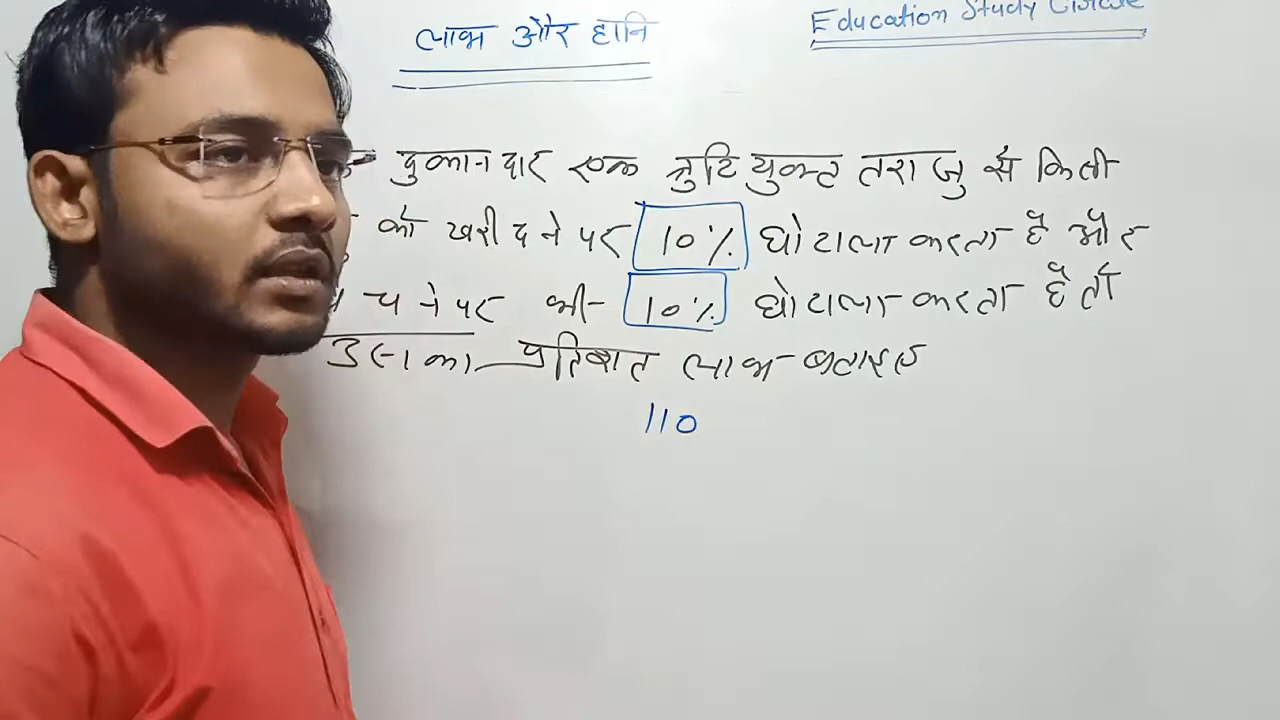 लाभ और हानि
Education Study Circle
दुकानदार एक त्रुटियुक्त तराजु से किसी
को खरीदने पर 10% घोटाला करता है और
चने पर भी 10% घोटाला करता है तो
उसका प्रतिशत लाभ बताइए
110